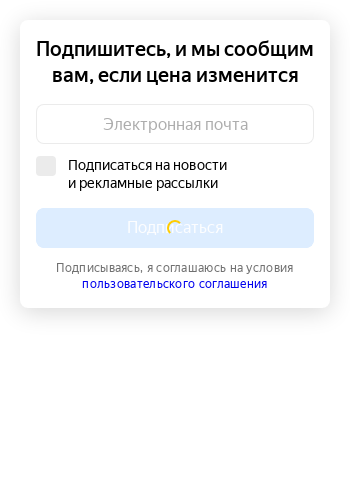 Подпишитесь, и мы сообщим
вам, если цена изменится
Электронная почта
Подписаться на новости
и рекламные рассылки
Подписаться
Подписываясь, я соглашаюсь на условия
пользовательского соглашения